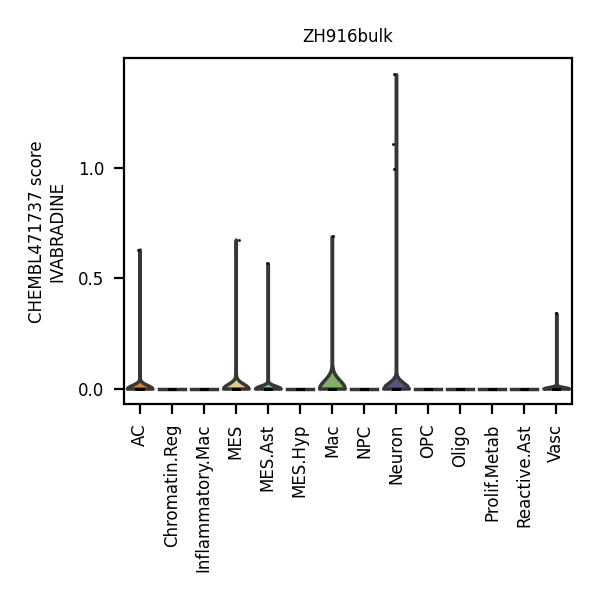 ZH916bulk
CHEMBL471737 score
IVABRADINE
1.0
0.5
0.0
AC
Chromatin.Reg
Inflammatory.Mac
MES
MES.Ast
MES.Hyp
Mac
NPC
Neuron
OPC
Oligo
Prolif.Metab
Reactive.Ast
Vasc